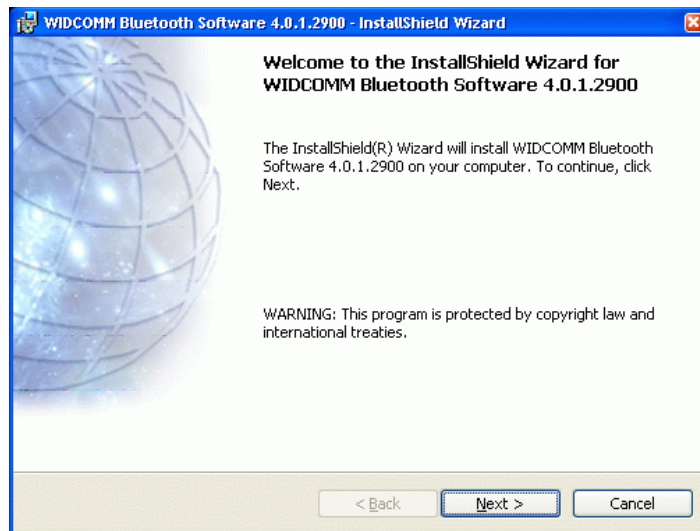 WIDCOMM Bluetooth Software 4.0.1.2900 - InstallShield Wizard
Welcome to the InstallShield Wizard for
WIDCOMM Bluetooth Software 4.0.1.2900
The InstallShield(R) Wizard will install WIDCOMM Bluetooth
Software 4.0.1.2900 on your computer. To continue, click
Next.
WARNING: This program is protected by copyright law and
international treaties.
< Back
Next >
Cancel